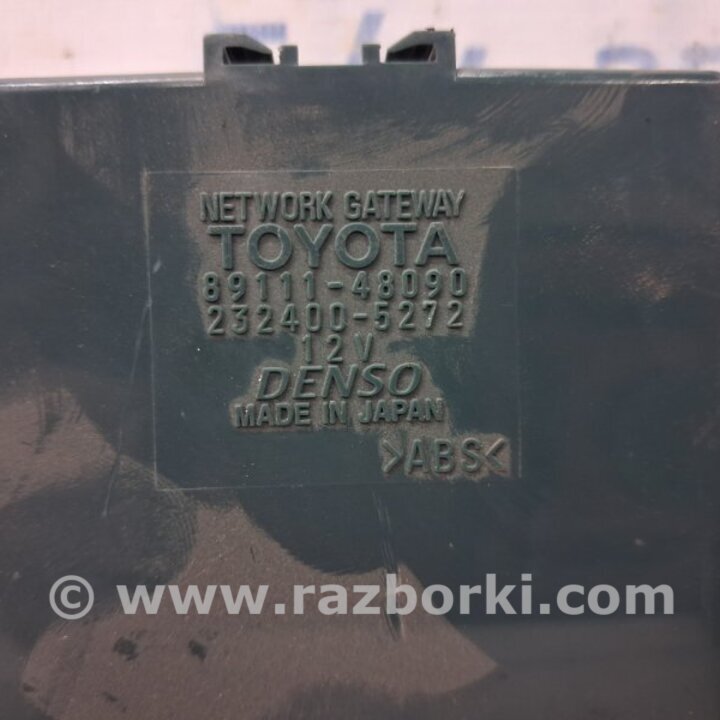 NETWORK GATEWAY
TOYOTA
89111-48090
232400-5272
12V
DENSO
MADE IN JAPAN
>ABS<
© www.razborki.com